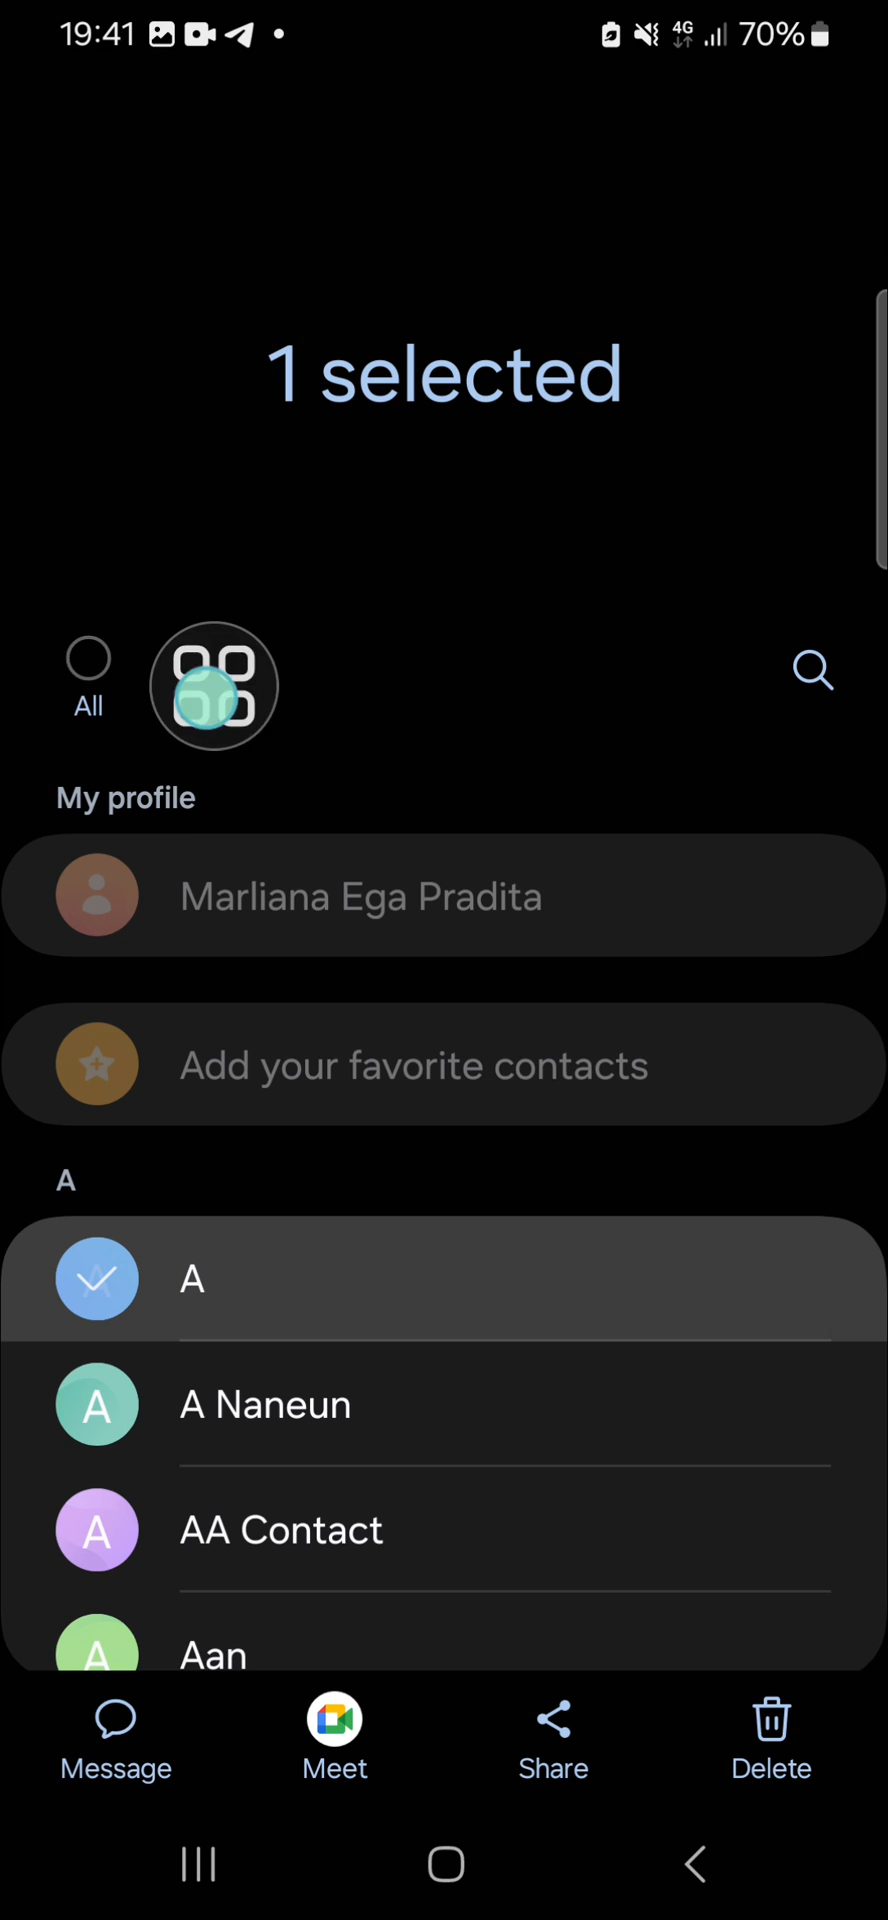 19:41
4G
70%
1 selected
All
My profile
Marliana Ega Pradita
Add your favorite contacts
A
A
A
A Naneun
A
AA Contact
A
Aan
Message
Meet
Share
Delete